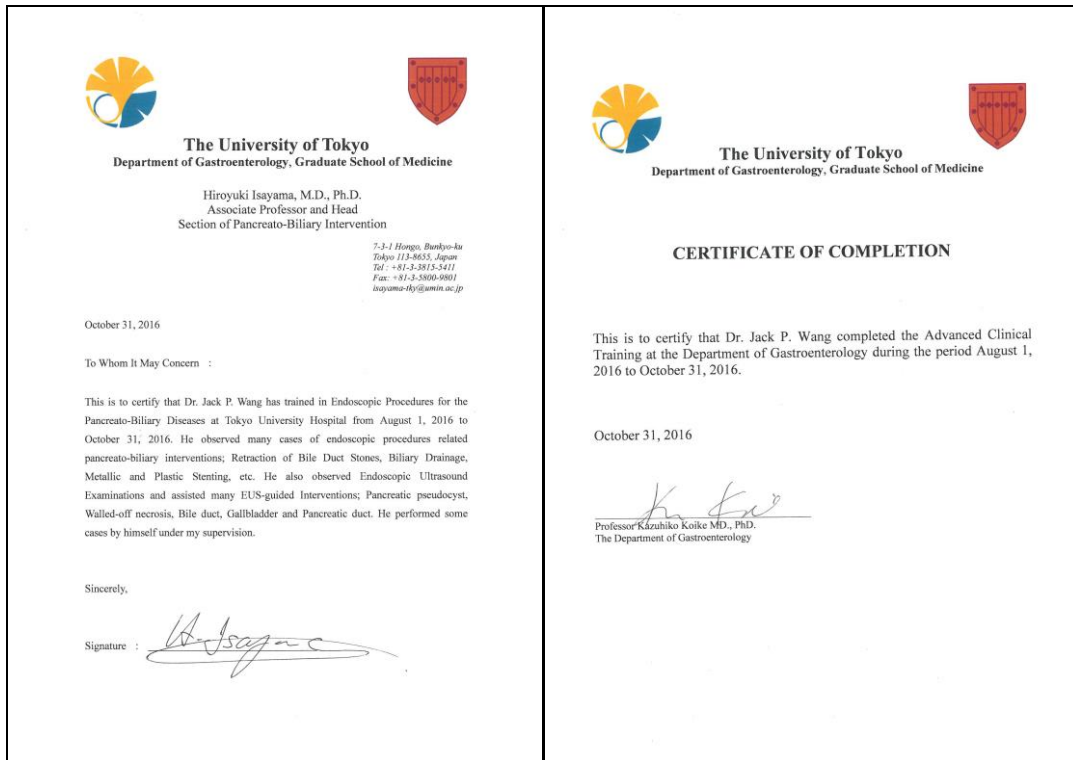 The University of Tokyo
Department of Gastroenterology, Graduate School of Medicine
Hiroyuki Isayama, M.D., Ph.D.
Associate Professor and Head
Section of Pancreato-Biliary Intervention
7-3-1 Hongo, Bunkyo-ku
Tokyo 113-8655, Japan
Tel : +81-3-3815-5411
Fax: +81-3-5800-9801
isayama-tky@umin.ac.jp
October 31, 2016
To Whom It May Concern :
This is to certify that Dr. Jack P. Wang has trained in Endoscopic Procedures for the
Pancreato-Biliary Diseases at Tokyo University Hospital from August 1, 2016 to
October 31, 2016. He observed many cases of endoscopic procedures related
pancreato-biliary interventions; Retraction of Bile Duct Stones, Biliary Drainage,
Metallic and Plastic Stenting, etc. He also observed Endoscopic Ultrasound
Examinations and assisted many EUS-guided Interventions; Pancreatic pseudocyst,
Walled-off necrosis, Bile duct, Gallbladder and Pancreatic duct. He performed some
cases by himself under my supervision.
Sincerely,
Signature : H. Isayama
The University of Tokyo
Department of Gastroenterology, Graduate School of Medicine
CERTIFICATE OF COMPLETION
This is to certify that Dr. Jack P. Wang completed the Advanced Clinical
Training at the Department of Gastroenterology during the period August 1,
2016 to October 31, 2016.
October 31, 2016
Professor Kazuhiko Koike MD., PhD.
The Department of Gastroenterology